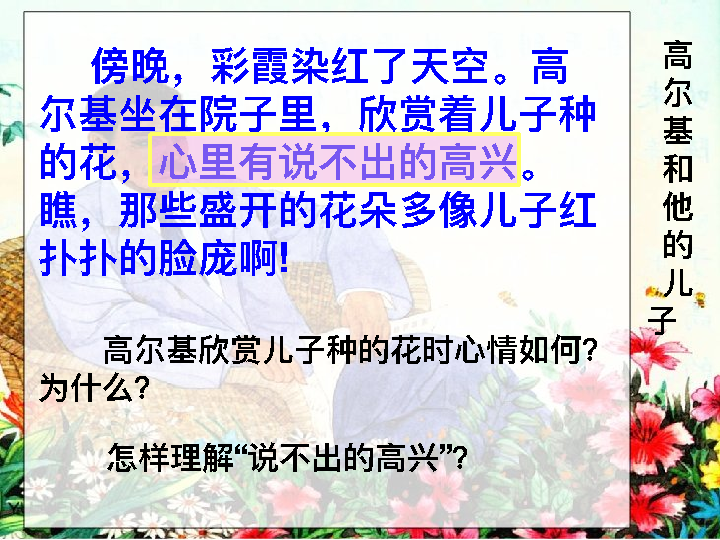 傍晚，彩霞染红了天空。高
尔基坐在院子里，欣赏着儿子种
的花，心里有说不出的高兴。
瞧，那些盛开的花朵多像儿子红
扑扑的脸庞啊!
高尔基欣赏儿子种的花时心情如何?
为什么?
怎样理解“说不出的高兴”?
高尔基和他的儿子